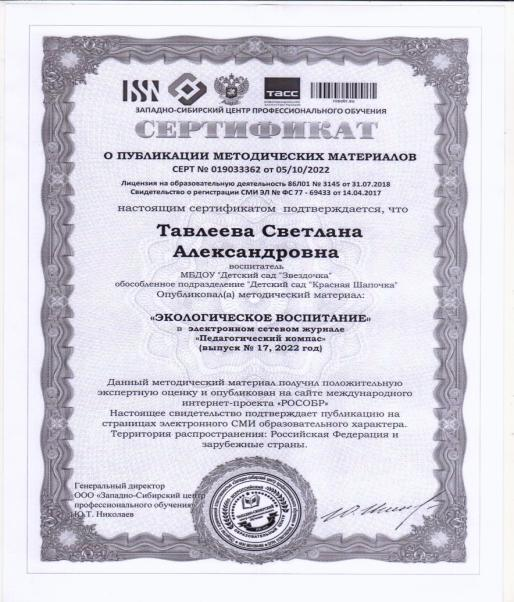 ISSN
ТАСС
ЗАПАДНО-СИБИРСКИЙ ЦЕНТР ПРОФЕССИОНАЛЬНОГО ОБУЧЕНИЯ
СЕРТИФИКАТ
О ПУБЛИКАЦИИ МЕТОДИЧЕСКИХ МАТЕРИАЛОВ
СЕРТ № 019033362 от 05/10/2022
Лицензия на образовательную деятельность 86Л01 № 3145 от 31.07.2018
Свидетельство о регистрации СМИ ЭЛ № ФС 77 - 69433 от 14.04.2017
настоящим сертификатом подтверждается, что
Тавлеева Светлана
Александровна
воспитатель
МБДОУ "Детский сад "Звездочка"
обособленное подразделение "Детский сад "Красная Шапочка"
Опубликовал(а) методический материал:
«ЭКОЛОГИЧЕСКОЕ ВОСПИТАНИЕ»
в электронном сетевом журнале
«Педагогический компас»
(выпуск № 17, 2022 год)
Данный методический материал получил положительную
экспертную оценку и опубликован на сайте международного
интернет-проекта «РОСОБР»
Настоящее свидетельство подтверждает публикацию на
страницах электронного СМИ образовательного характера.
Территория распространения: Российская Федерация и
зарубежные страны.
Генеральный директор
ООО «Западно-Сибирский центр
профессионального обучения»
Ю.Т. Николаев